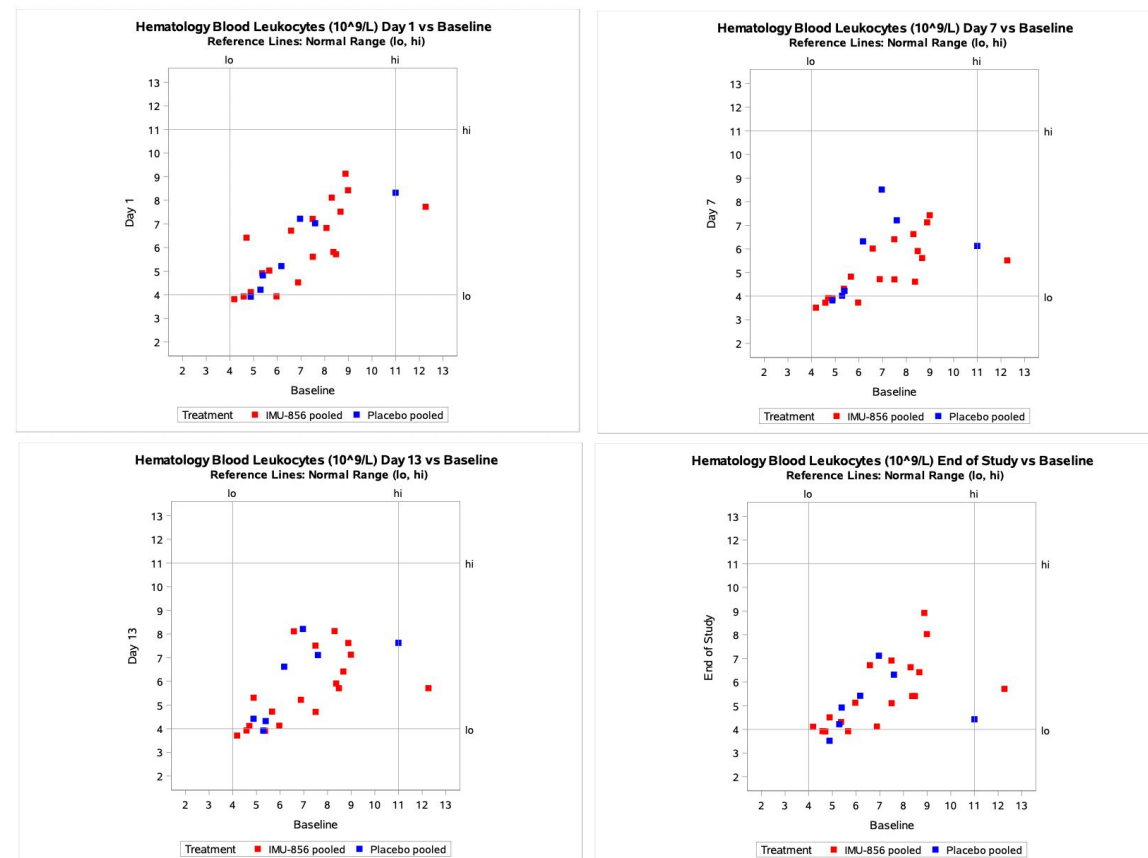 Hematology Blood Leukocytes (10^9/L) Day 1 vs Baseline
Reference Lines: Normal Range (lo, hi)
lo hi
13
12
11 hi
10
9
8
7
6
5
4 lo
3
2
Day 1
2 3 4 5 6 7 8 9 10 11 12 13
Baseline
Treatment IMU-856 pooled Placebo pooled
Hematology Blood Leukocytes (10^9/L) Day 7 vs Baseline
Reference Lines: Normal Range (lo, hi)
lo hi
13
12
11 hi
10
9
8
7
6
5
4 lo
3
2
Day 7
2 3 4 5 6 7 8 9 10 11 12 13
Baseline
Treatment IMU-856 pooled Placebo pooled
Hematology Blood Leukocytes (10^9/L) Day 13 vs Baseline
Reference Lines: Normal Range (lo, hi)
lo hi
13
12
11 hi
10
9
8
7
6
5
4 lo
3
2
Day 13
2 3 4 5 6 7 8 9 10 11 12 13
Baseline
Treatment IMU-856 pooled Placebo pooled
Hematology Blood Leukocytes (10^9/L) End of Study vs Baseline
Reference Lines: Normal Range (lo, hi)
lo hi
13
12
11 hi
10
9
8
7
6
5
4 lo
3
2
End of Study
2 3 4 5 6 7 8 9 10 11 12 13
Baseline
Treatment IMU-856 pooled Placebo pooled